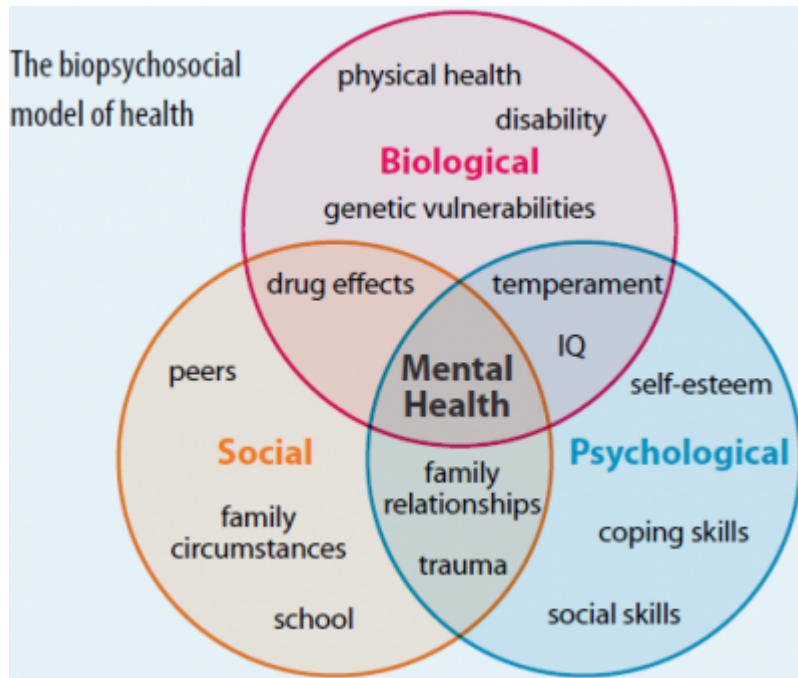 The biopsychosocial
model of health
physical health
disability
Biological
genetic vulnerabilities
drug effects
temperament
IQ
peers
Mental
Health
self-esteem
Social
Psychological
family
relationships
family
circumstances
coping skills
trauma
school
social skills